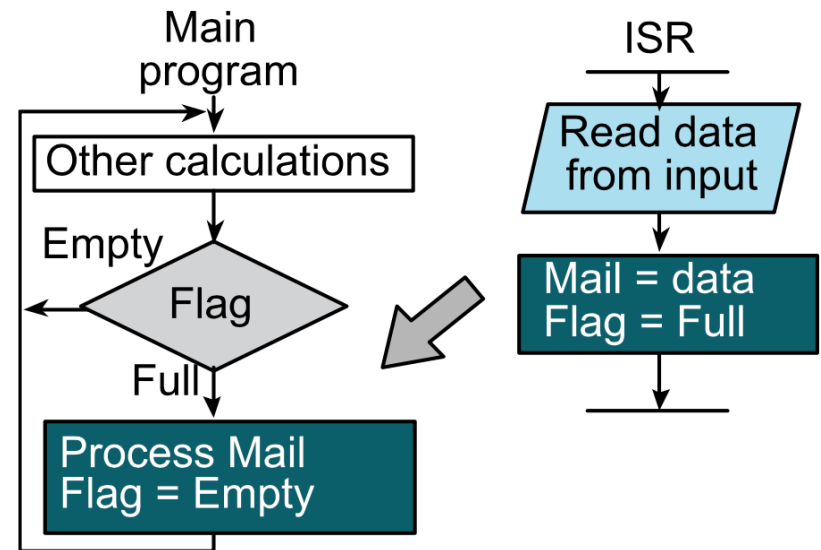 Main
program
Other calculations
Empty
Flag
Full
Process Mail
Flag = Empty
ISR
Read data
from input
Mail = data
Flag = Full